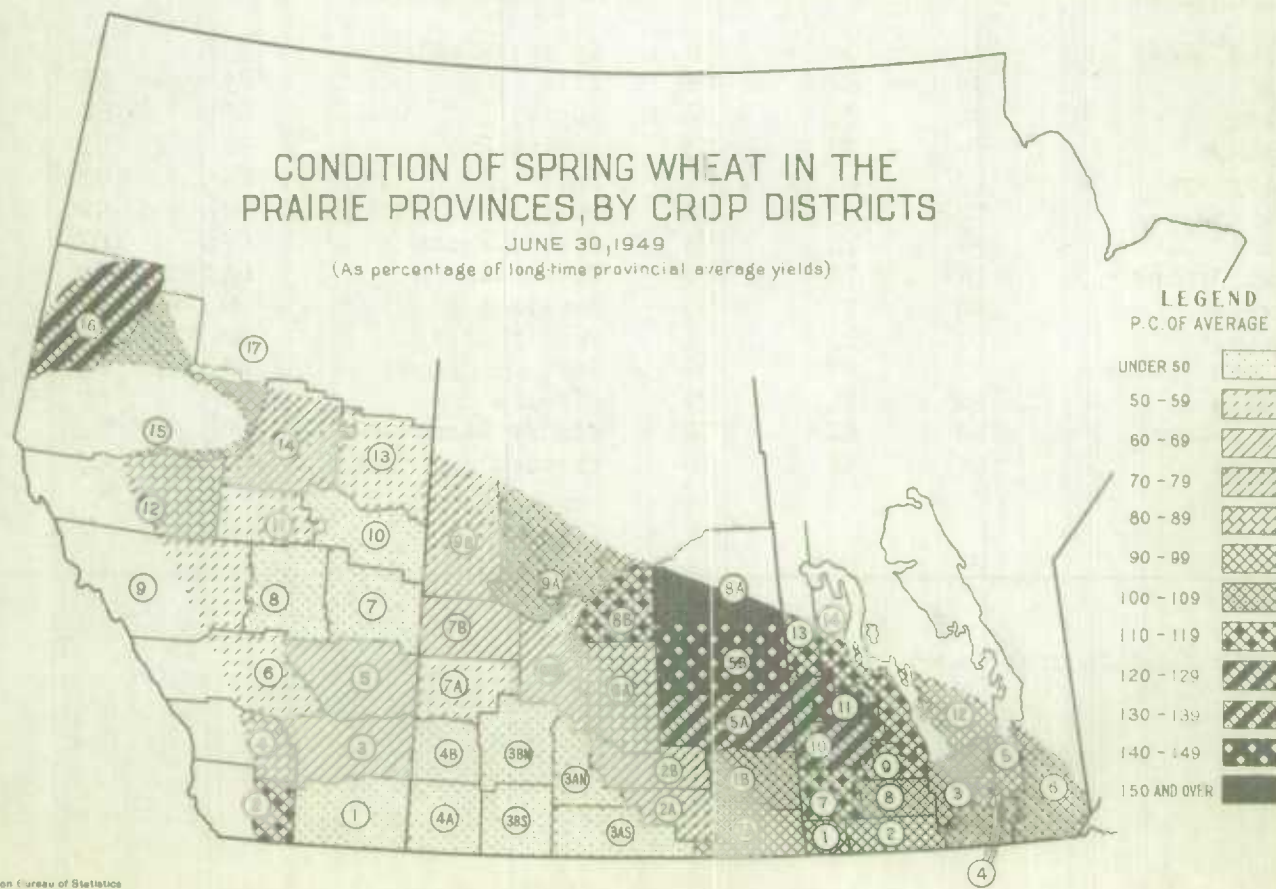 CONDITION OF SPRING WHEAT IN THE
PRAIRIE PROVINCES, BY CROP DISTRICTS
JUNE 30, 1949
(As percentage of long-time provincial average yields)
LEGEND
P.C. OF AVERAGE
UNDER 50
50 - 59
60 - 69
70 - 79
80 - 89
90 - 99
100 - 109
110 - 119
120 - 129
130 - 139
140 - 149
150 AND OVER
16
17
15
14
13
12
11
10
9
8
7
6
5
3
1
9B
9A
8B
8A
7B
7A
5B
5A
4B
3BN
3AN
2B
1B
4A
3BS
3AS
2A
13
14
11
10
12
9
5
7
8
3
6
1
2
4
on Bureau of Statistics